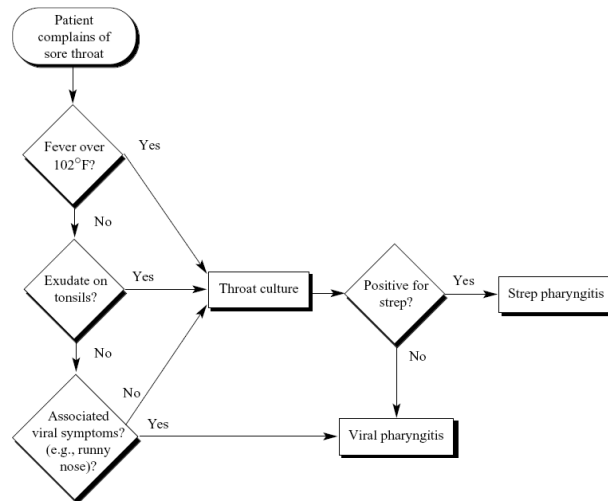 Patient
complains of
sore throat
Fever over
102°F?
Yes
No
Exudate on
tonsils?
Yes
Throat culture
Positive for
strep?
Yes
Strep pharyngitis
No
No
No
Associated
viral symptoms?
(e.g., runny
nose)?
Yes
Viral pharyngitis